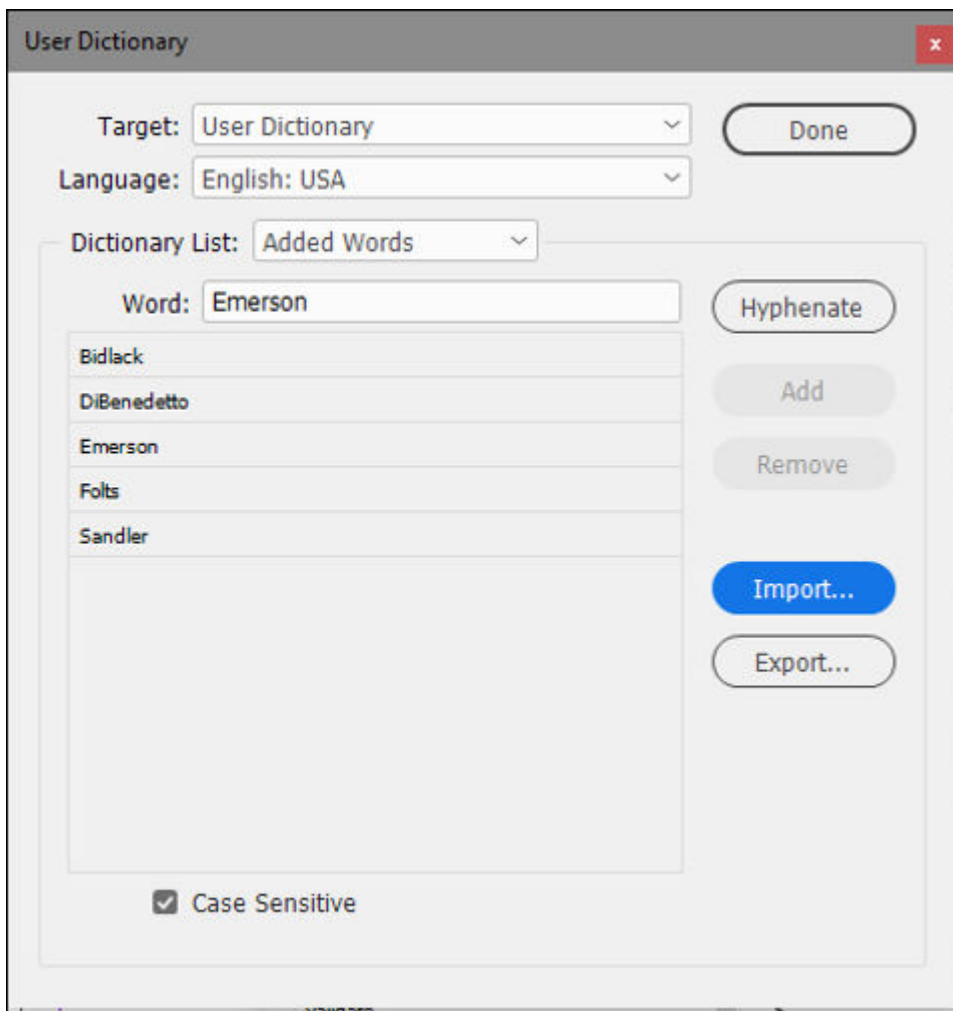 User Dictionary
x
Target: User Dictionary
Done
Language: English: USA
Dictionary List: Added Words
Word: Emerson
Hyphenate
Bidlack
DiBenedetto
Add
Emerson
Remove
Folts
Sandler
Import...
Export...
Case Sensitive